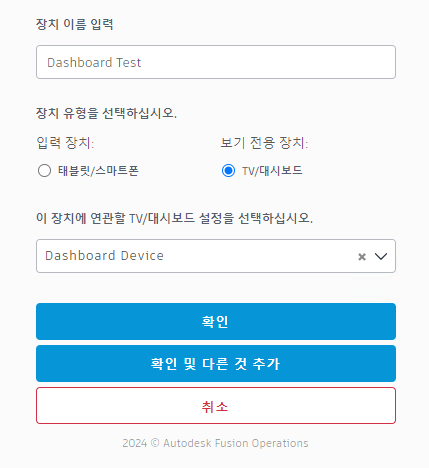 장치 이름 입력
Dashboard Test
장치 유형을 선택하십시오.
입력 장치: 보기 전용 장치:
태블릿/스마트폰 TV/대시보드
이 장치에 연관할 TV/대시보드 설정을 선택하십시오.
Dashboard Device
확인
확인 및 다른 것 추가
취소
2024 © Autodesk Fusion Operations